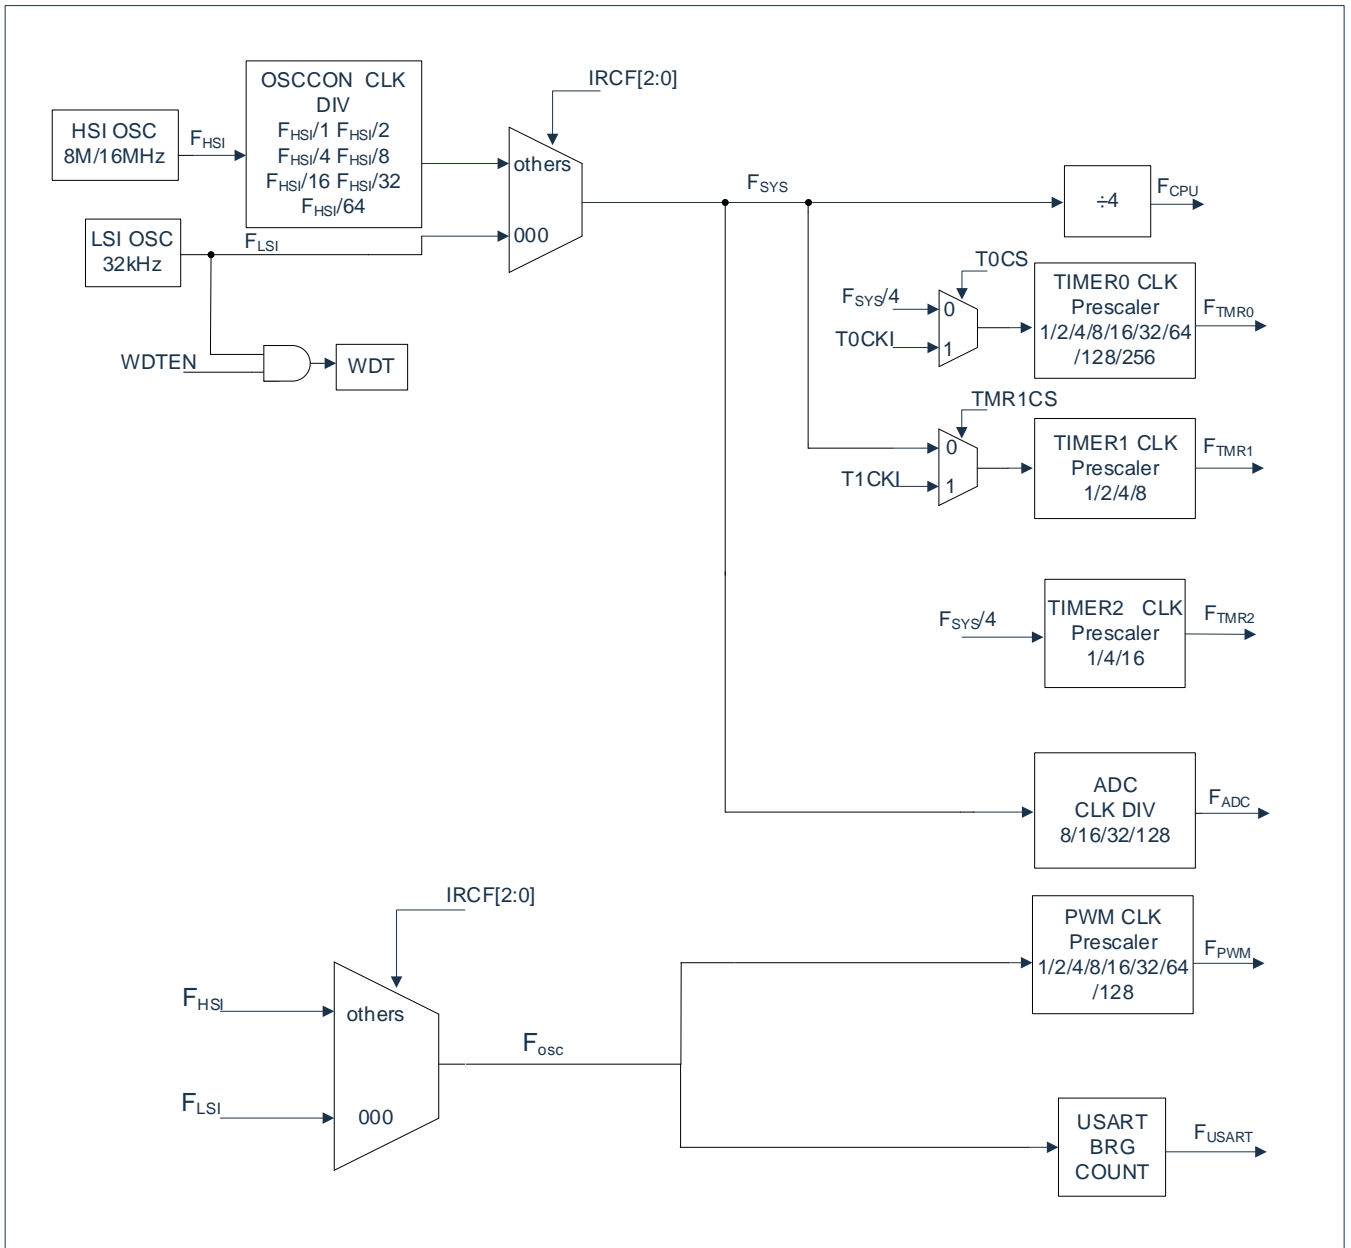 IRCF[2:0]
OSCCON CLK
DIV
FHSI/1 FHSI/2
FHSI/4 FHSI/8
FHSI/16 FHSI/32
FHSI/64
HSI OSC
8M/16MHz
FHSI
others
000
FSYS
÷4
FCPU
LSI OSC
32kHz
FLSI
WDTEN
WDT
T0CS
FSYS/4
T0CKI
0
1
TIMER0 CLK
Prescaler
1/2/4/8/16/32/64
/128/256
FTMR0
TMR1CS
T1CKI
0
1
TIMER1 CLK
Prescaler
1/2/4/8
FTMR1
FSYS/4
TIMER2 CLK
Prescaler
1/4/16
FTMR2
ADC
CLK DIV
8/16/32/128
FADC
IRCF[2:0]
FHSI
others
FLSI
000
Fosc
PWM CLK
Prescaler
1/2/4/8/16/32/64
/128
FPWM
USART
BRG
COUNT
FUSART